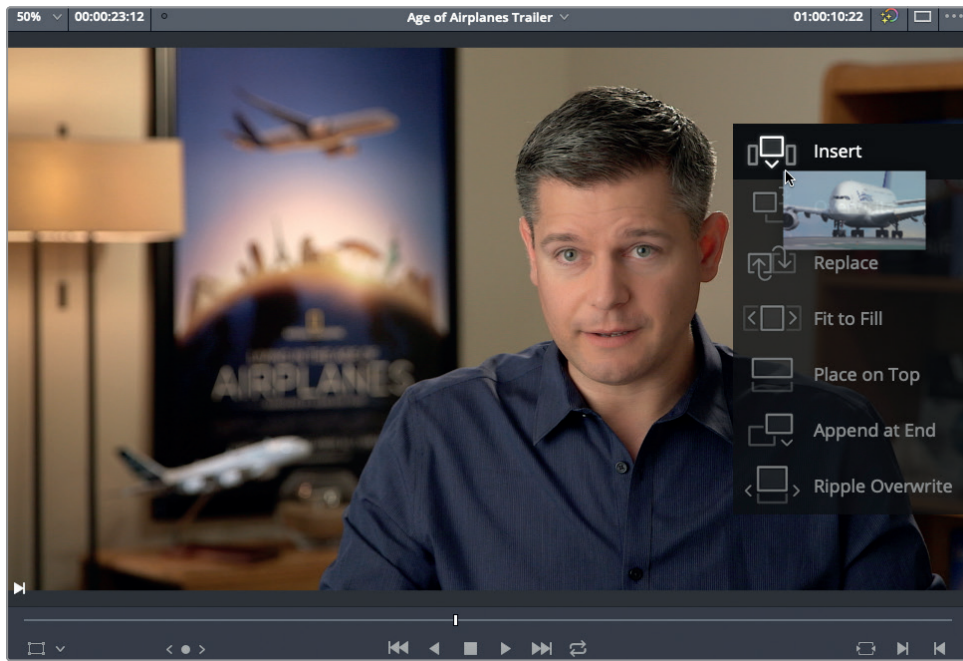 50% 00:00:23:12 Age of Airplanes Trailer 01:00:10:22
Insert
Replace
Fit to Fill
Place on Top
Append at End
Ripple Overwrite
AIRPLANES